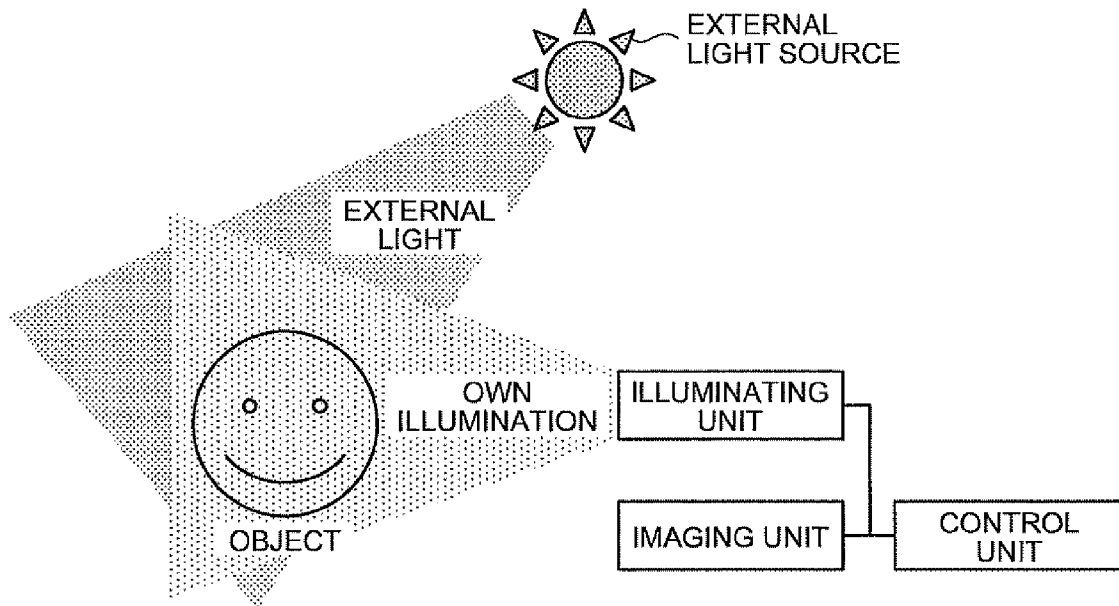 EXTERNAL
LIGHT SOURCE
EXTERNAL
LIGHT
OWN
ILLUMINATION
ILLUMINATING
UNIT
OBJECT
IMAGING UNIT
CONTROL
UNIT